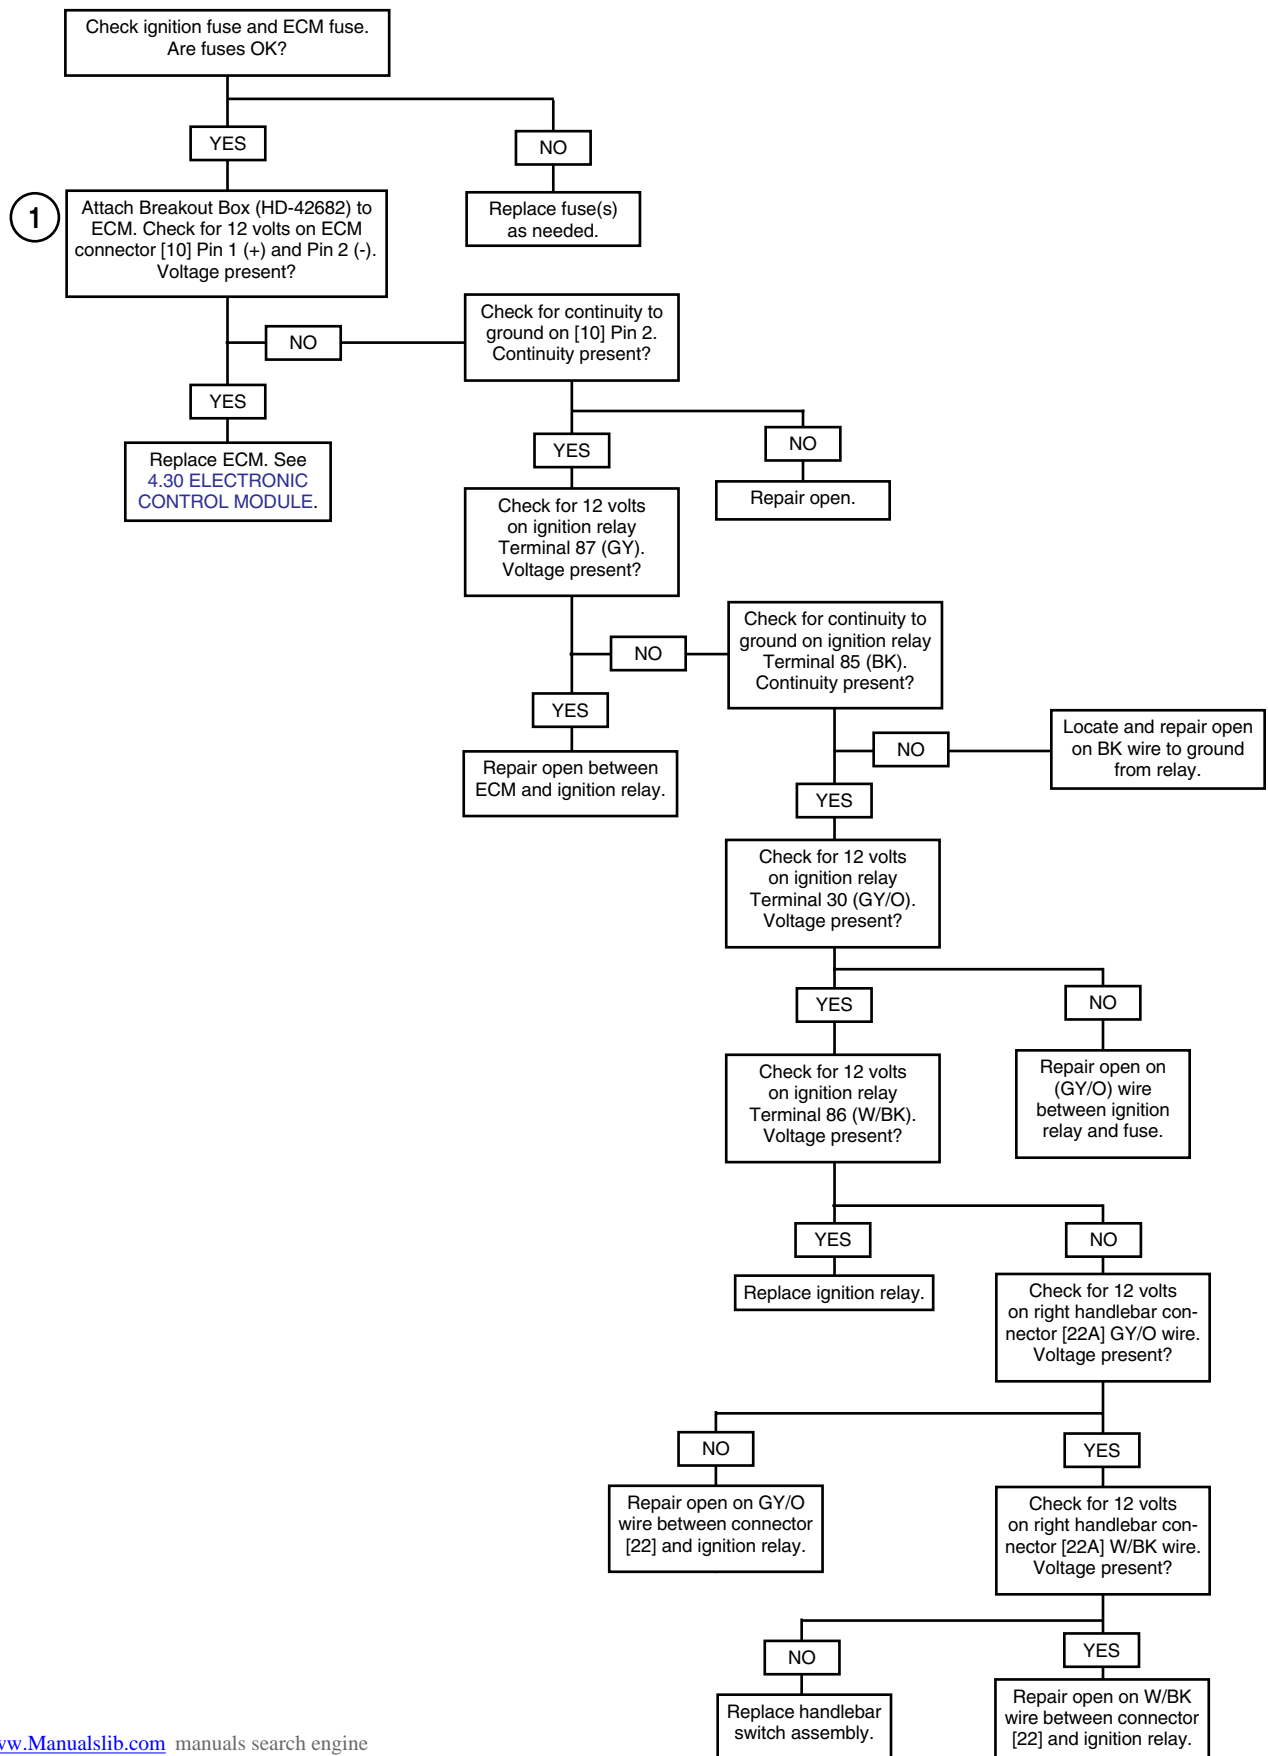 Check ignition fuse and ECM fuse.
Are fuses OK?
YES
NO
1
Attach Breakout Box (HD-42682) to
ECM. Check for 12 volts on ECM
connector [10] Pin 1 (+) and Pin 2 (-).
Voltage present?
Replace fuse(s)
as needed.
NO
Check for continuity to
ground on [10] Pin 2.
Continuity present?
YES
Replace ECM. See
4.30 ELECTRONIC
CONTROL MODULE.
YES
NO
Check for 12 volts
on ignition relay
Terminal 87 (GY).
Voltage present?
Repair open.
NO
Check for continuity to
ground on ignition relay
Terminal 85 (BK).
Continuity present?
YES
Repair open between
ECM and ignition relay.
NO
Locate and repair open
on BK wire to ground
from relay.
YES
Check for 12 volts
on ignition relay
Terminal 30 (GY/O).
Voltage present?
YES
NO
Check for 12 volts
on ignition relay
Terminal 86 (W/BK).
Voltage present?
Repair open on
(GY/O) wire
between ignition
relay and fuse.
YES
NO
Replace ignition relay.
Check for 12 volts
on right handlebar con-
nector [22A] GY/O wire.
Voltage present?
NO
YES
Repair open on GY/O
wire between connector
[22] and ignition relay.
Check for 12 volts
on right handlebar con-
nector [22A] W/BK wire.
Voltage present?
NO
YES
Replace handlebar
switch assembly.
Repair open on W/BK
wire between connector
[22] and ignition relay.
w.Manualslib.com manuals search engine